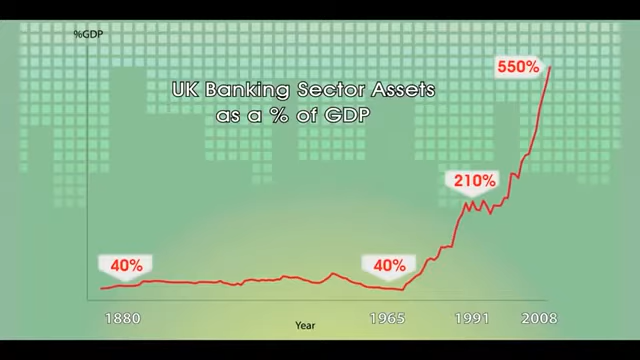 %GDP
550%
UK Banking Sector Assets
as a % of GDP
210%
40% 40%
1880 1965 1991 2008
Year